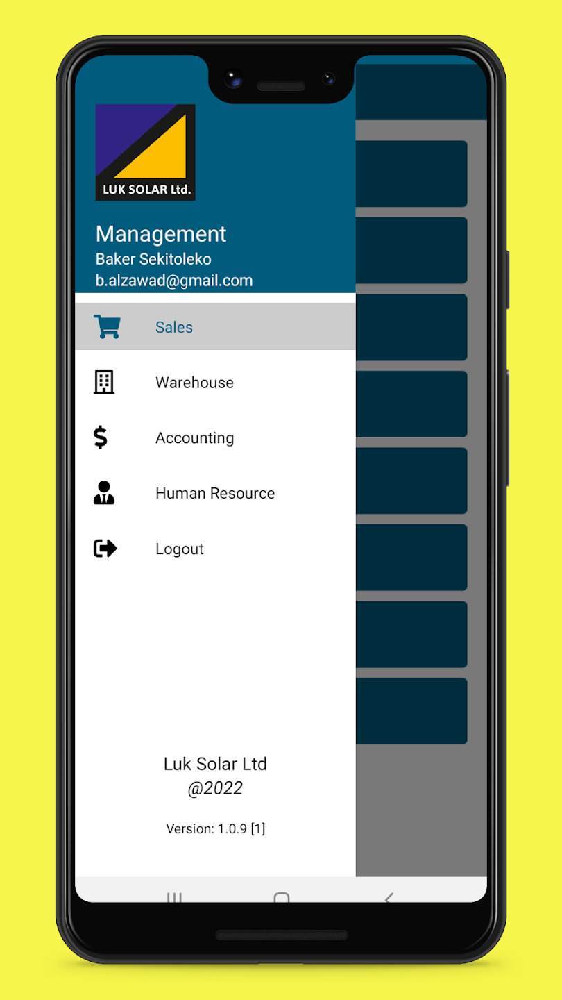 LUK SOLAR Ltd.
Management
Baker Sekitoleko
b.alzawad@gmail.com
Sales
Warehouse
Accounting
Human Resource
Logout
Luk Solar Ltd
@2022
Version: 1.0.9 [1]